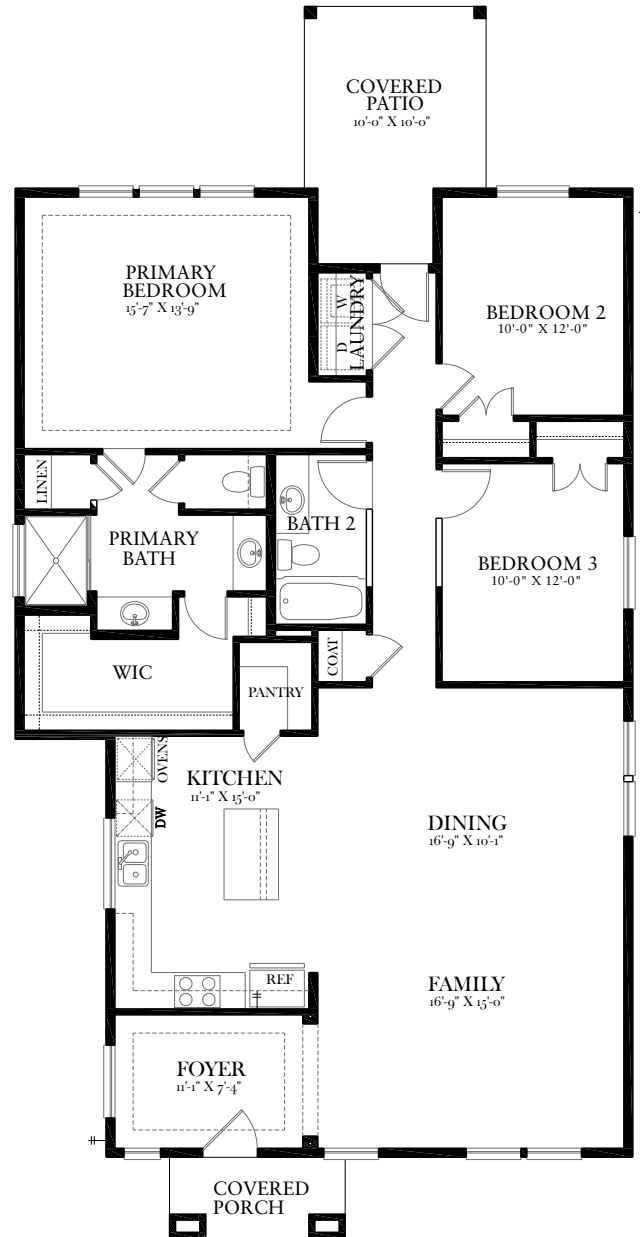 COVERED
PATIO
10'-0" X 10'-0"
PRIMARY
BEDROOM
15'-7" X 13'-9"
W
D
LAUNDRY
BEDROOM 2
10'-0" X 12'-0"
LINEN
PRIMARY
BATH
BATH 2
BEDROOM 3
10'-0" X 12'-0"
WIC
COAT
PANTRY
OVENS
KITCHEN
11'-1" X 15'-0"
DW
DINING
16'-9" X 10'-1"
REF
FAMILY
16'-9" X 15'-0"
FOYER
11'-1" X 7'-4"
COVERED
PORCH